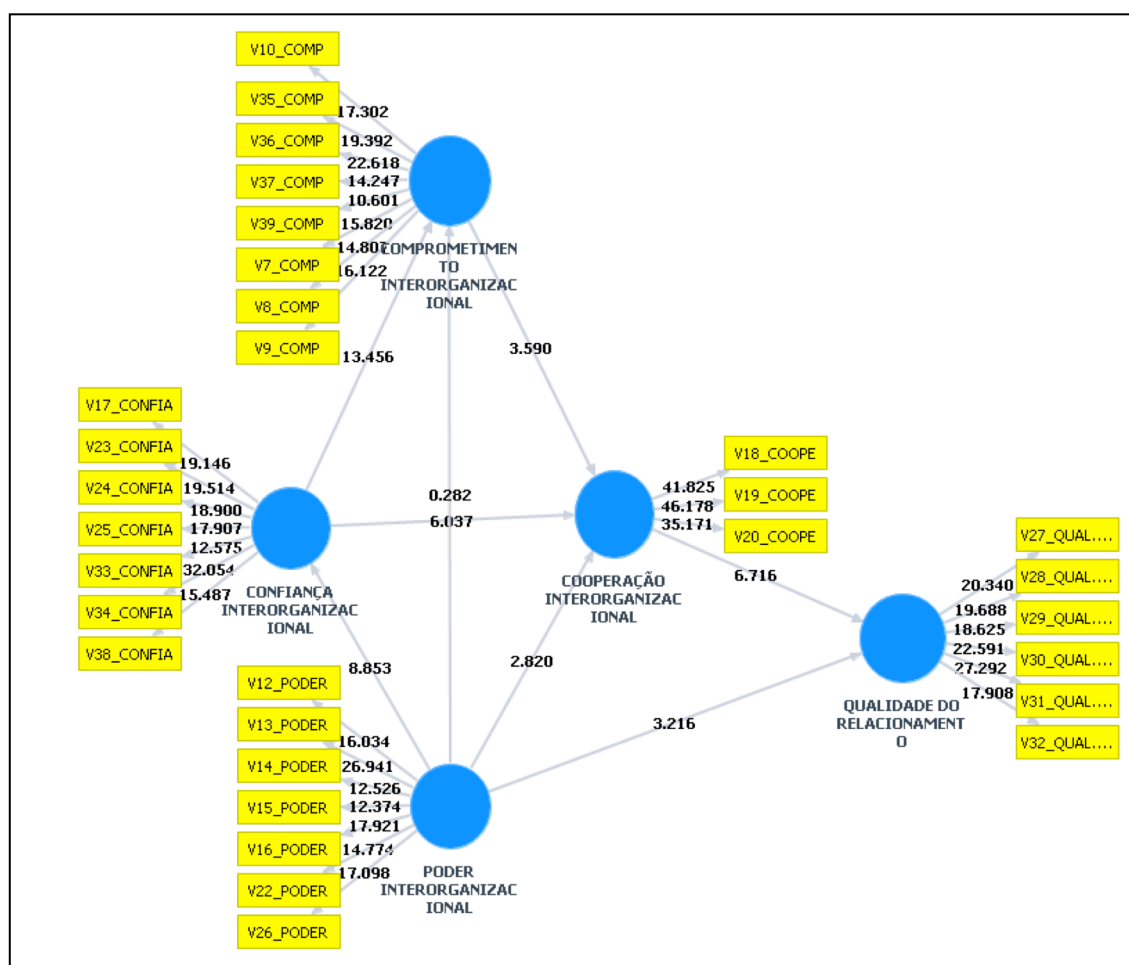 V10_COMP
V35_COMP
17.302
V36_COMP
19.392
22.618
V37_COMP
14.247
10.601
V39_COMP
15.820
14.807
V7_COMP
16.122
V8_COMP
V9_COMP
COMPROMETIMEN
TO
INTERORGANIZAC
IONAL
13.456
3.590
V17_CONFIA
V23_CONFIA
19.146
V24_CONFIA
19.514
18.900
V25_CONFIA
17.907
12.575
V33_CONFIA
32.054
V34_CONFIA
15.487
V38_CONFIA
CONFIANÇA
INTERORGANIZAC
IONAL
0.282
6.037
V18_COOPE
41.825
V19_COOPE
46.178
35.171
V20_COOPE
COOPERAÇÃO
INTERORGANIZAC
IONAL
6.716
V27_QUAL....
V28_QUAL....
20.340
19.688
V29_QUAL....
18.625
22.591
V30_QUAL....
27.292
V31_QUAL....
17.908
V32_QUAL....
QUALIDADE DO
RELACIONAMENT
O
8.853
2.820
3.216
V12_PODER
V13_PODER
16.034
V14_PODER
26.941
12.526
V15_PODER
12.374
17.921
V16_PODER
14.774
V22_PODER
17.098
V26_PODER
PODER
INTERORGANIZAC
IONAL